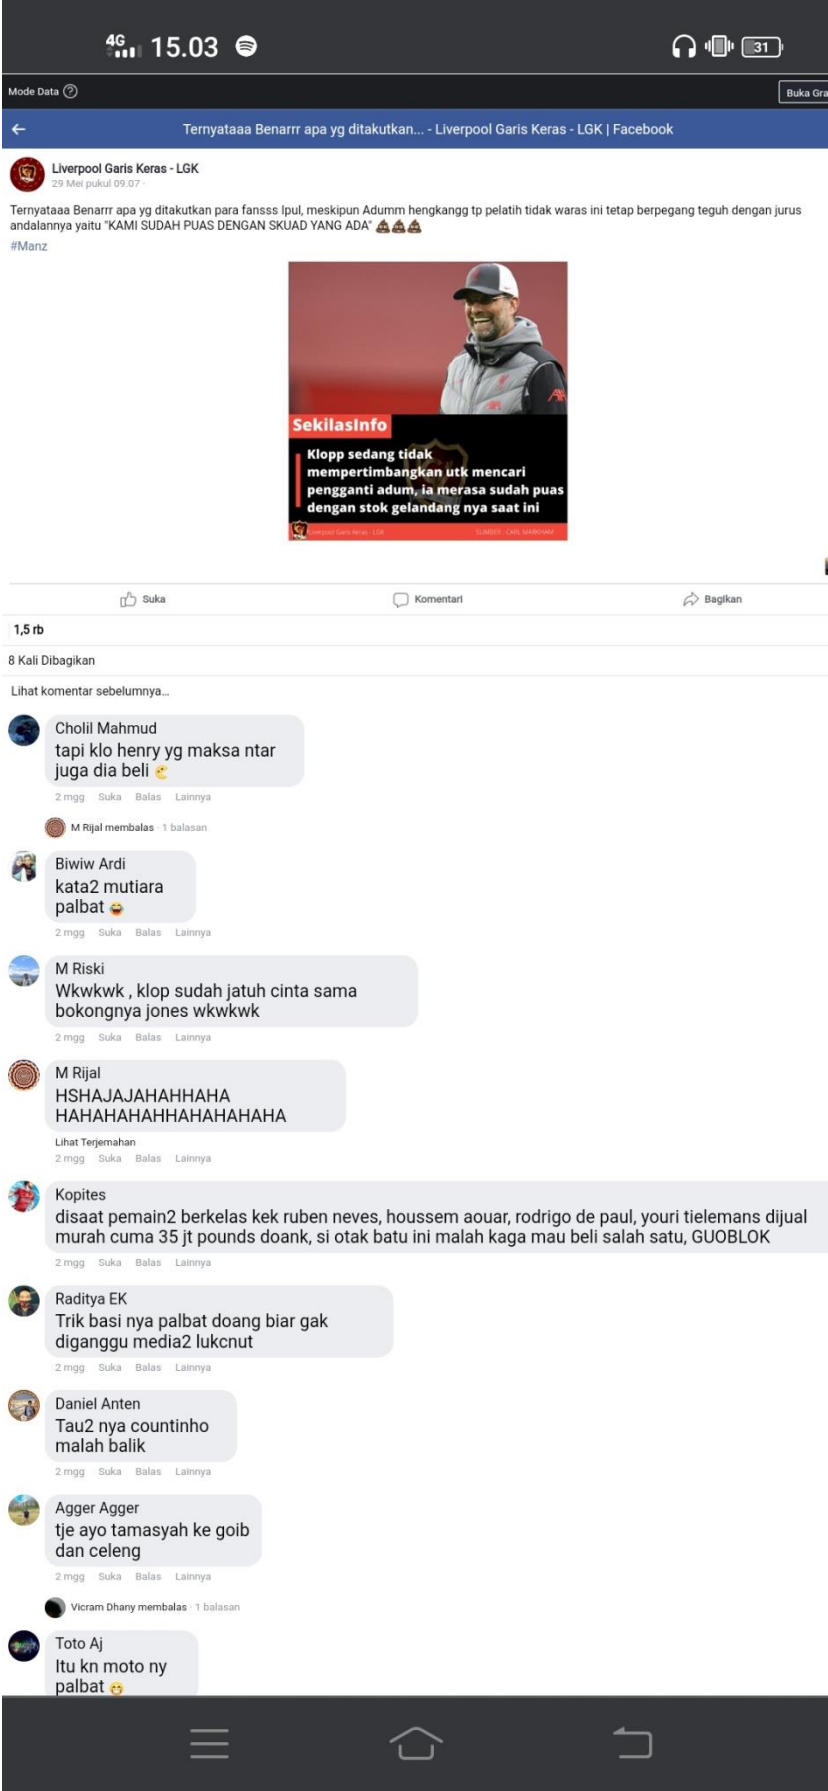 4G 15.03 31
Mode Data ? Buka Gra
Ternyataaa Benarrr apa yg ditakutkan... - Liverpool Garis Keras - LGK | Facebook
Liverpool Garis Keras - LGK
29 Mei pukul 09.07 ·
Ternyataaa Benarrr apa yg ditakutkan para fansss Ipul, meskipun Adumm hengkangg tp pelatih tidak waras ini tetap berpegang teguh dengan jurus
andalannya yaitu "KAMI SUDAH PUAS DENGAN SKUAD YANG ADA" 💩💩💩
#Manz
SekilasInfo
Klopp sedang tidak
mempertimbangkan utk mencari
pengganti adum, ia merasa sudah puas
dengan stok gelandang nya saat ini
Liverpool Garis Keras - LGK SUMBER : CARL MARKHAM
Suka Komentari Bagikan
1,5 rb
8 Kali Dibagikan
Lihat komentar sebelumnya...
Cholil Mahmud
tapi klo henry yg maksa ntar
juga dia beli
2 mgg Suka Balas Lainnya
M Rijal membalas · 1 balasan
Biwiw Ardi
kata2 mutiara
palbat 😂
2 mgg Suka Balas Lainnya
M Riski
Wkwkwk , klop sudah jatuh cinta sama
bokongnya jones wkwkwk
2 mgg Suka Balas Lainnya
M Rijal
HSHAJAJAHAHHAHA
HAHAHAHAHHAHAHAHAHA
Lihat Terjemahan
2 mgg Suka Balas Lainnya
Kopites
disaat pemain2 berkelas kek ruben neves, houssem aouar, rodrigo de paul, youri tielemans dijual
murah cuma 35 jt pounds doank, si otak batu ini malah kaga mau beli salah satu, GUOBLOK
2 mgg Suka Balas Lainnya
Raditya EK
Trik basi nya palbat doang biar gak
diganggu media2 lukcnut
2 mgg Suka Balas Lainnya
Daniel Anten
Tau2 nya countinho
malah balik
2 mgg Suka Balas Lainnya
Agger Agger
tje ayo tamasyah ke goib
dan celeng
2 mgg Suka Balas Lainnya
Vicram Dhany membalas · 1 balasan
Toto Aj
Itu kn moto ny
palbat 😁